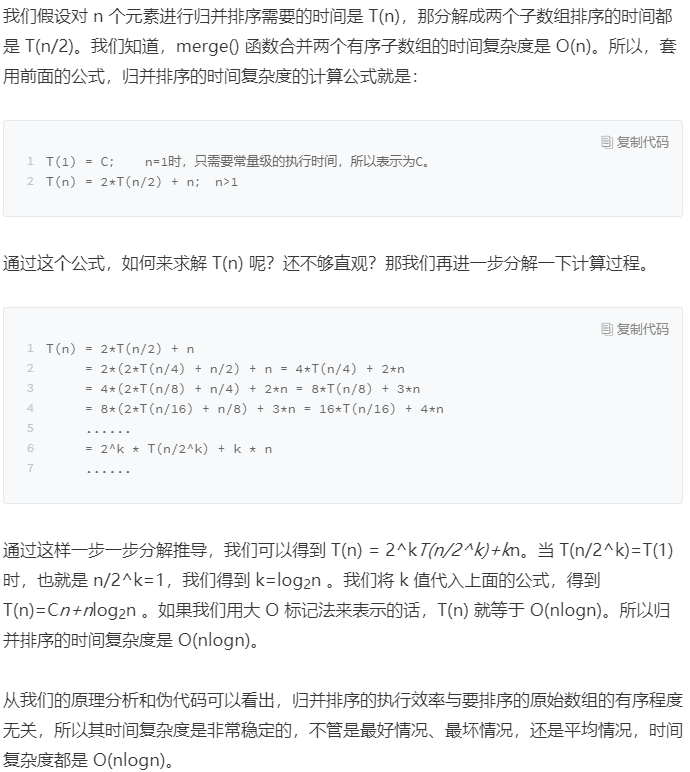 我们假设对 n 个元素进行归并排序需要的时间是 T(n)，那分解成两个子数组排序的时间都
是 T(n/2)。我们知道，merge() 函数合并两个有序子数组的时间复杂度是 O(n)。所以，套
用前面的公式，归并排序的时间复杂度的计算公式就是：
复制代码
1 T(1) = C;    n=1时，只需要常量级的执行时间，所以表示为C。
2 T(n) = 2*T(n/2) + n;  n>1
通过这个公式，如何来求解 T(n) 呢？还不够直观？那我们再进一步分解一下计算过程。
复制代码
1 T(n) = 2*T(n/2) + n
2      = 2*(2*T(n/4) + n/2) + n = 4*T(n/4) + 2*n
3      = 4*(2*T(n/8) + n/4) + 2*n = 8*T(n/8) + 3*n
4      = 8*(2*T(n/16) + n/8) + 3*n = 16*T(n/16) + 4*n
5      ......
6      = 2^k * T(n/2^k) + k * n
7      ......
通过这样一步一步分解推导，我们可以得到 T(n) = 2^kT(n/2^k)+kn。当 T(n/2^k)=T(1)
时，也就是 n/2^k=1，我们得到 k=log₂n 。我们将 k 值代入上面的公式，得到
T(n)=Cn+nlog₂n 。如果我们用大 O 标记法来表示的话，T(n) 就等于 O(nlogn)。所以归
并排序的时间复杂度是 O(nlogn)。
从我们的原理分析和伪代码可以看出，归并排序的执行效率与要排序的原始数组的有序程度
无关，所以其时间复杂度是非常稳定的，不管是最好情况、最坏情况，还是平均情况，时间
复杂度都是 O(nlogn)。